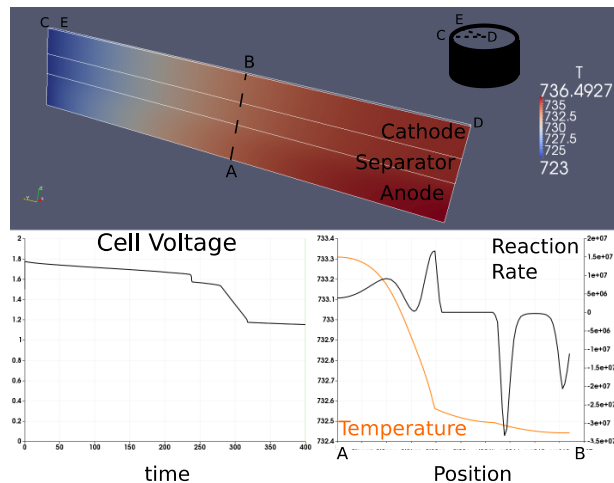 C E
E
C
D
B
T
736.4927
735
732.5
730
727.5
725
723
D
Cathode
Separator
Anode
A
Cell Voltage
2
1.8
1.6
1.4
1.2
1
0.8
0.6
0.4
0.2
0
0 50 100 150 200 250 300 350 400
time
Reaction
Rate
733.4
733.3
733.2
733.1
733
732.9
732.8
732.7
732.6
732.5
732.4
2e+07
1.5e+07
1e+07
5e+06
0
-5e+06
-1e+07
-1.5e+07
-2e+07
-2.5e+07
-3e+07
-3.5e+07
Temperature
A B
Position